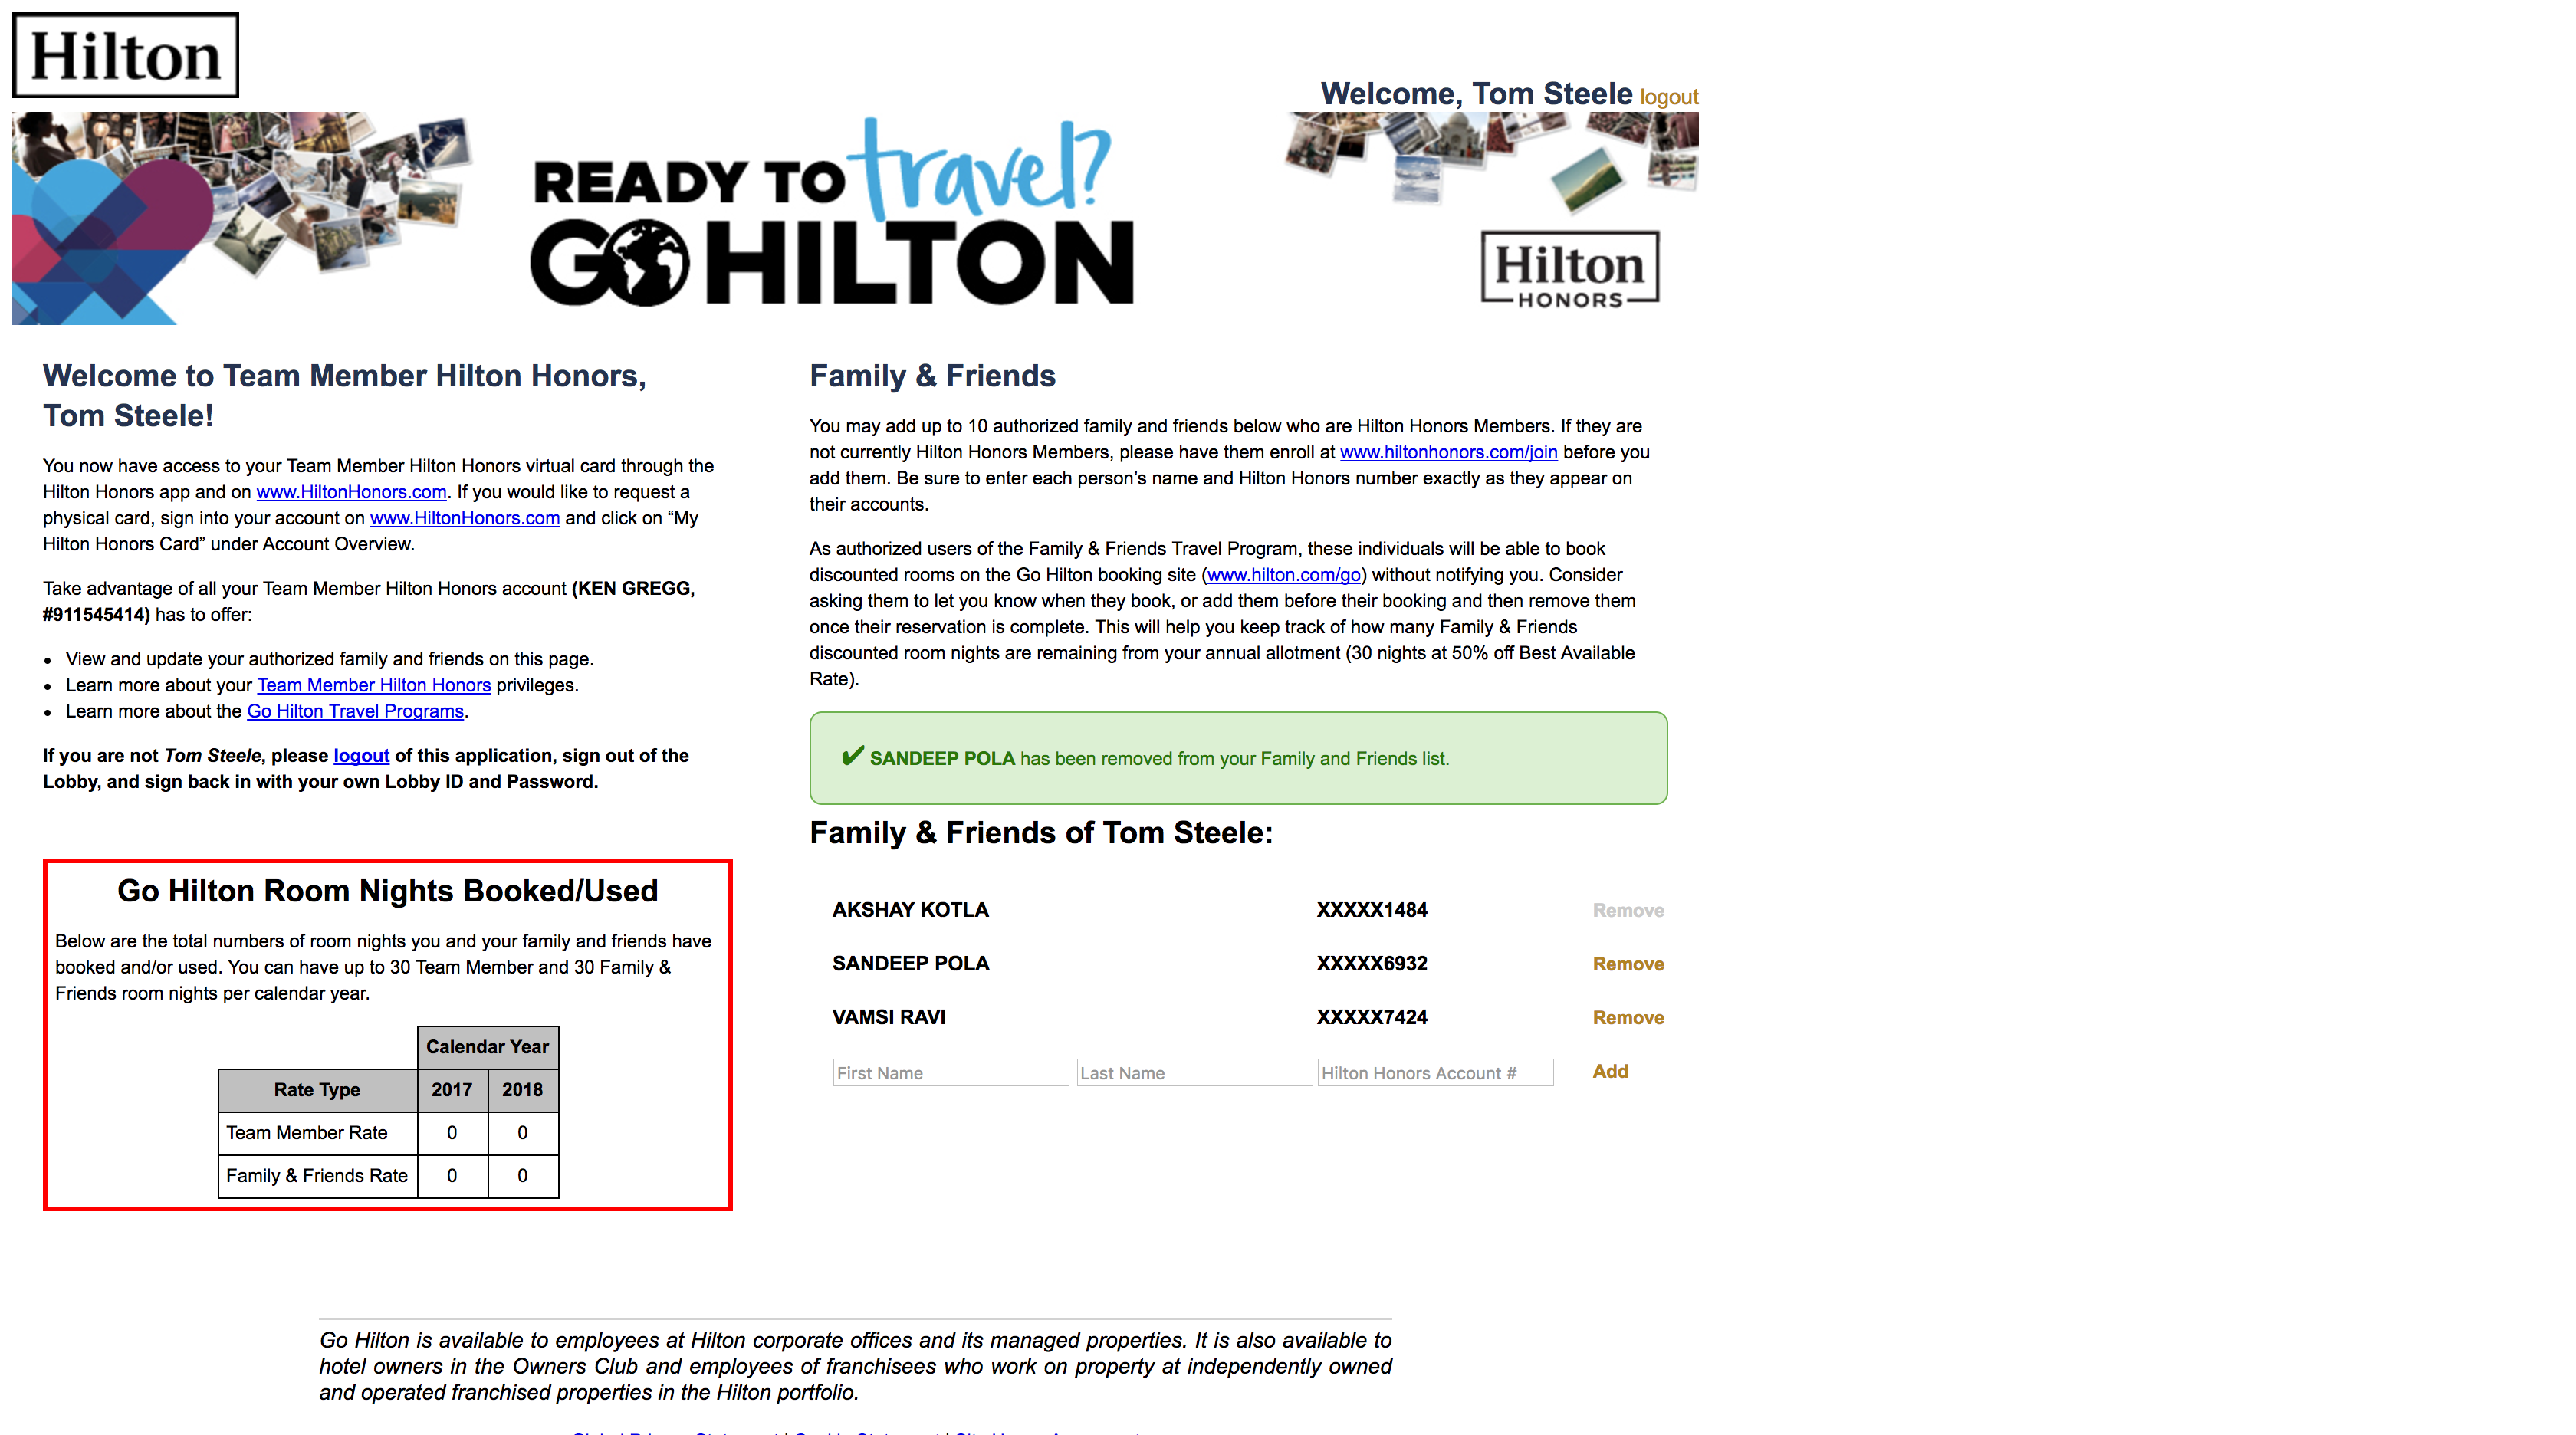 Hilton
Welcome, Tom Steele logout
READY TO travel?
GO HILTON
Hilton
HONORS
Welcome to Team Member Hilton Honors,
Tom Steele!
You now have access to your Team Member Hilton Honors virtual card through the
Hilton Honors app and on www.HiltonHonors.com. If you would like to request a
physical card, sign into your account on www.HiltonHonors.com and click on “My
Hilton Honors Card” under Account Overview.
Take advantage of all your Team Member Hilton Honors account (KEN GREGG,
#911545414) has to offer:
• View and update your authorized family and friends on this page.
• Learn more about your Team Member Hilton Honors privileges.
• Learn more about the Go Hilton Travel Programs.
If you are not Tom Steele, please logout of this application, sign out of the
Lobby, and sign back in with your own Lobby ID and Password.
Go Hilton Room Nights Booked/Used
Below are the total numbers of room nights you and your family and friends have
booked and/or used. You can have up to 30 Team Member and 30 Family &
Friends room nights per calendar year.
Calendar Year
Rate Type 2017 2018
Team Member Rate 0 0
Family & Friends Rate 0 0
Family & Friends
You may add up to 10 authorized family and friends below who are Hilton Honors Members. If they are
not currently Hilton Honors Members, please have them enroll at www.hiltonhonors.com/join before you
add them. Be sure to enter each person’s name and Hilton Honors number exactly as they appear on
their accounts.
As authorized users of the Family & Friends Travel Program, these individuals will be able to book
discounted rooms on the Go Hilton booking site (www.hilton.com/go) without notifying you. Consider
asking them to let you know when they book, or add them before their booking and then remove them
once their reservation is complete. This will help you keep track of how many Family & Friends
discounted room nights are remaining from your annual allotment (30 nights at 50% off Best Available
Rate).
✔ SANDEEP POLA has been removed from your Family and Friends list.
Family & Friends of Tom Steele:
AKSHAY KOTLA XXXXX1484 Remove
SANDEEP POLA XXXXX6932 Remove
VAMSI RAVI XXXXX7424 Remove
First Name Last Name Hilton Honors Account # Add
Go Hilton is available to employees at Hilton corporate offices and its managed properties. It is also available to
hotel owners in the Owners Club and employees of franchisees who work on property at independently owned
and operated franchised properties in the Hilton portfolio.